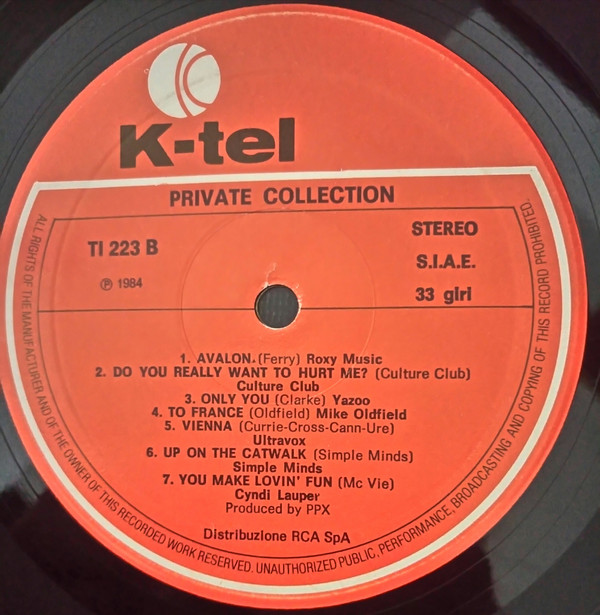 K-tel
PRIVATE COLLECTION
TI 223 B
STEREO
S.I.A.E.
℗ 1984
33 giri
1. AVALON. (Ferry) Roxy Music
2. DO YOU REALLY WANT TO HURT ME? (Culture Club)
Culture Club
3. ONLY YOU (Clarke) Yazoo
4. TO FRANCE (Oldfield) Mike Oldfield
5. VIENNA (Currie-Cross-Cann-Ure)
Ultravox
6. UP ON THE CATWALK (Simple Minds)
Simple Minds
7. YOU MAKE LOVIN' FUN (Mc Vie)
Cyndi Lauper
Produced by PPX
Distribuzione RCA SpA
ALL RIGHTS OF THE MANUFACTURER AND OF THE OWNER OF THIS RECORDED WORK RESERVED. UNAUTHORIZED PUBLIC, PERFORMANCE, BROADCASTING AND COPYING OF THIS RECORD PROHIBITED.